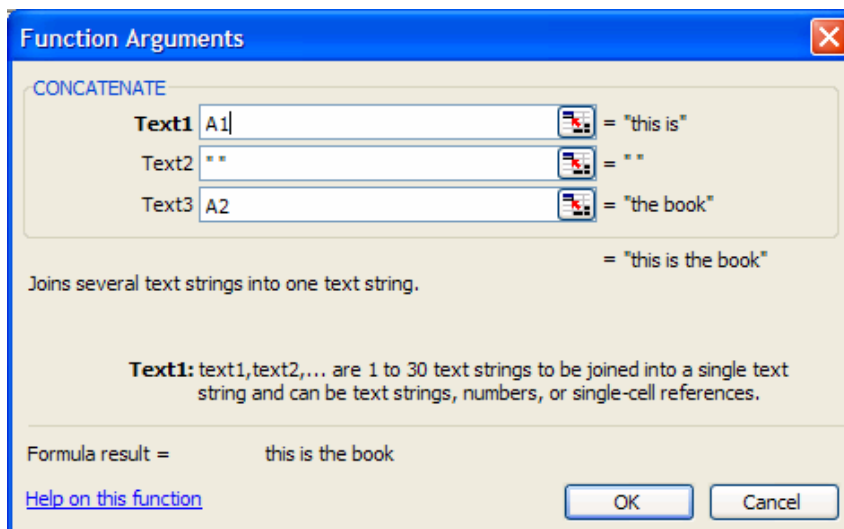 Function Arguments
CONCATENATE
Text1 A1 = "this is"
Text2 " " = " "
Text3 A2 = "the book"
= "this is the book"
Joins several text strings into one text string.
Text1: text1,text2,... are 1 to 30 text strings to be joined into a single text
string and can be text strings, numbers, or single-cell references.
Formula result = this is the book
Help on this function OK Cancel